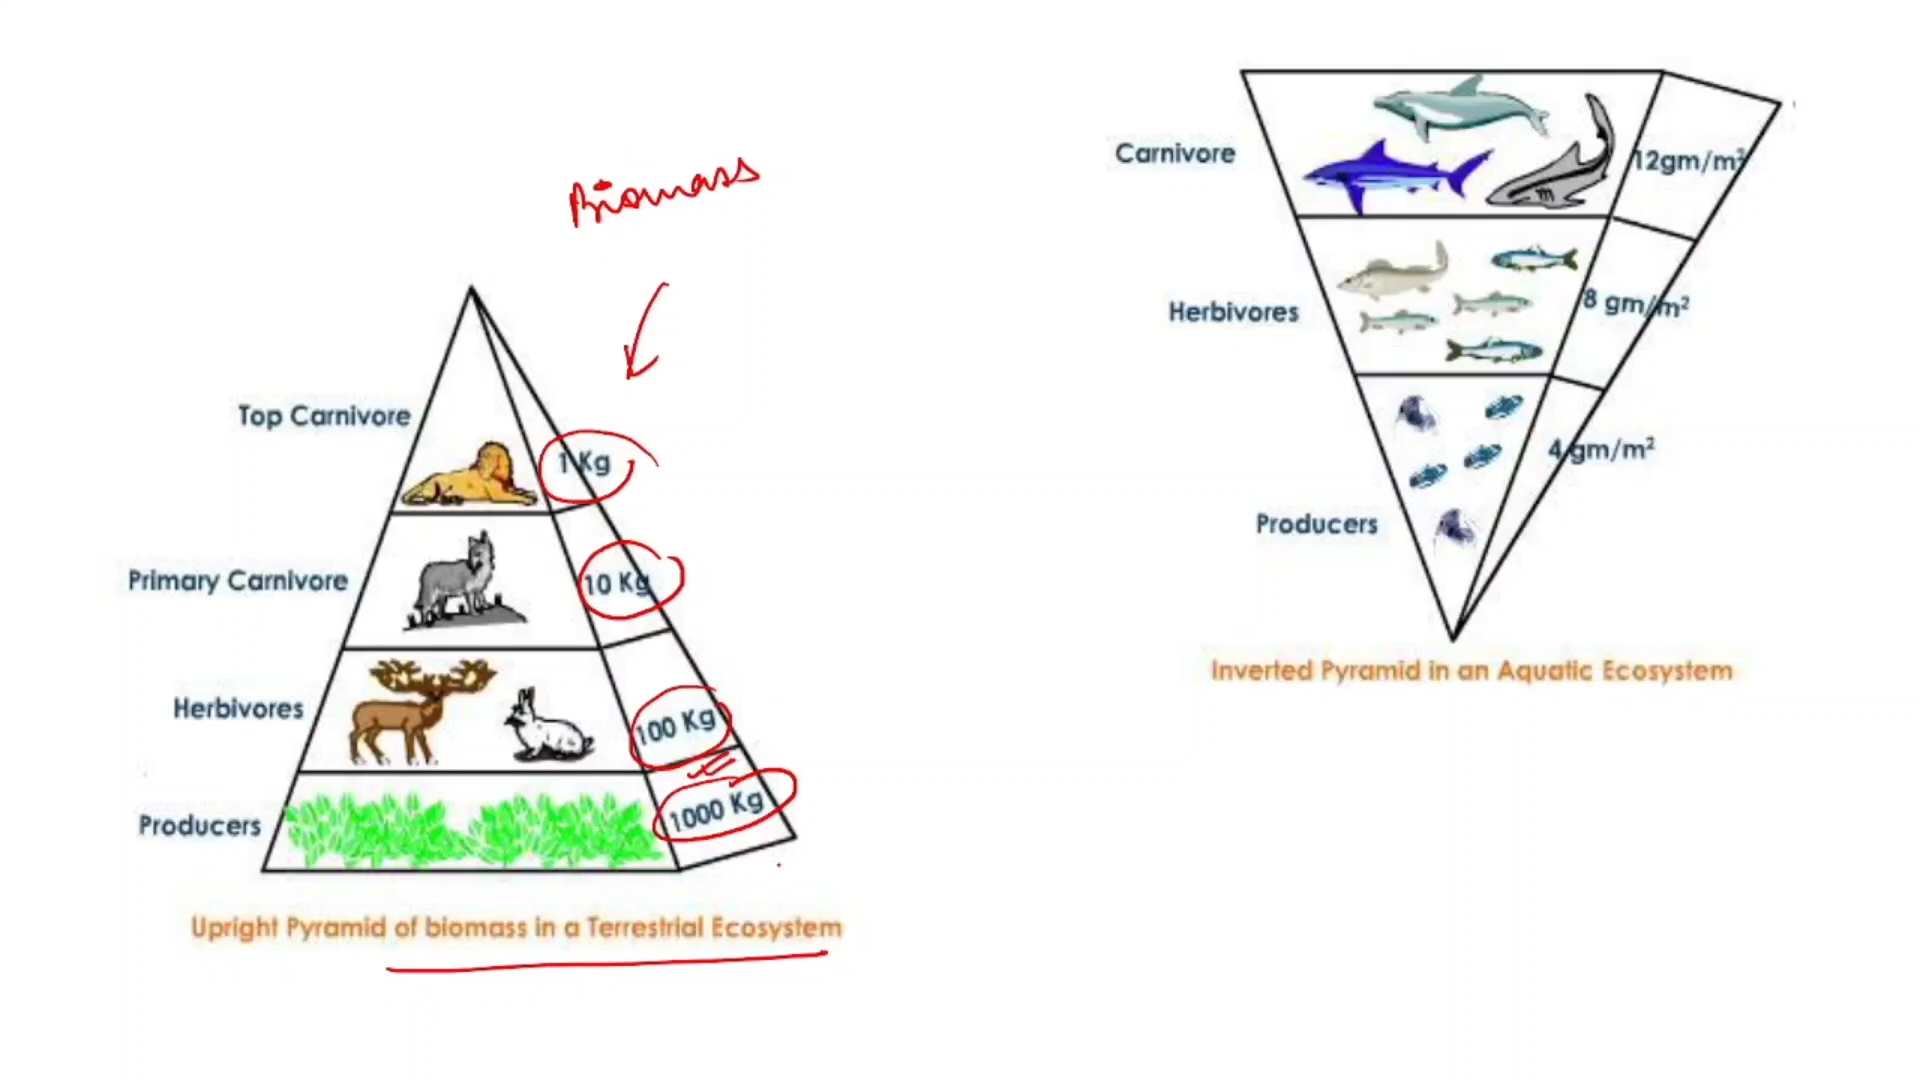 Biomass
Top Carnivore
1 Kg
Primary Carnivore
10 Kg
Herbivores
100 Kg
Producers
1000 Kg
Upright Pyramid of biomass in a Terrestrial Ecosystem
Carnivore
12gm/m²
Herbivores
8 gm/m²
4 gm/m²
Producers
Inverted Pyramid in an Aquatic Ecosystem